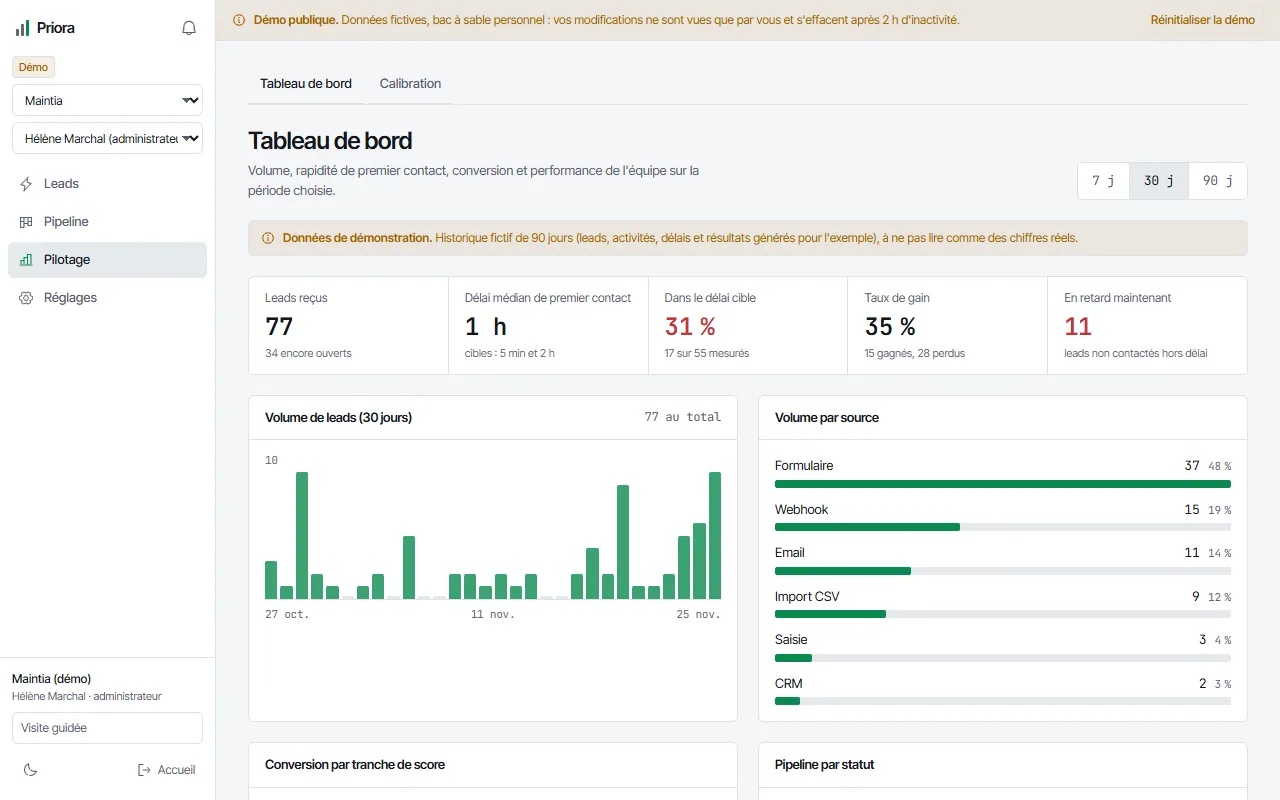 Priora
Démo
Maintia
Hélène Marchal (administrateu
Leads
Pipeline
Pilotage
Réglages
Maintia (démo)
Hélène Marchal · administrateur
Visite guidée
Accueil
Démo publique. Données fictives, bac à sable personnel : vos modifications ne sont vues que par vous et s'effacent après 2 h d'inactivité.
Réinitialiser la démo
Tableau de bord
Calibration
Tableau de bord
Volume, rapidité de premier contact, conversion et performance de l'équipe sur la
période choisie.
7 j
30 j
90 j
Données de démonstration. Historique fictif de 90 jours (leads, activités, délais et résultats générés pour l'exemple), à ne pas lire comme des chiffres réels.
Leads reçus
77
34 encore ouverts
Délai médian de premier contact
1 h
cibles : 5 min et 2 h
Dans le délai cible
31 %
17 sur 55 mesurés
Taux de gain
35 %
15 gagnés, 28 perdus
En retard maintenant
11
leads non contactés hors délai
Volume de leads (30 jours)
77 au total
10
27 oct.
11 nov.
25 nov.
Volume par source
Formulaire 37 48 %
Webhook 15 19 %
Email 11 14 %
Import CSV 9 12 %
Saisie 3 4 %
CRM 2 3 %
Conversion par tranche de score
Pipeline par statut